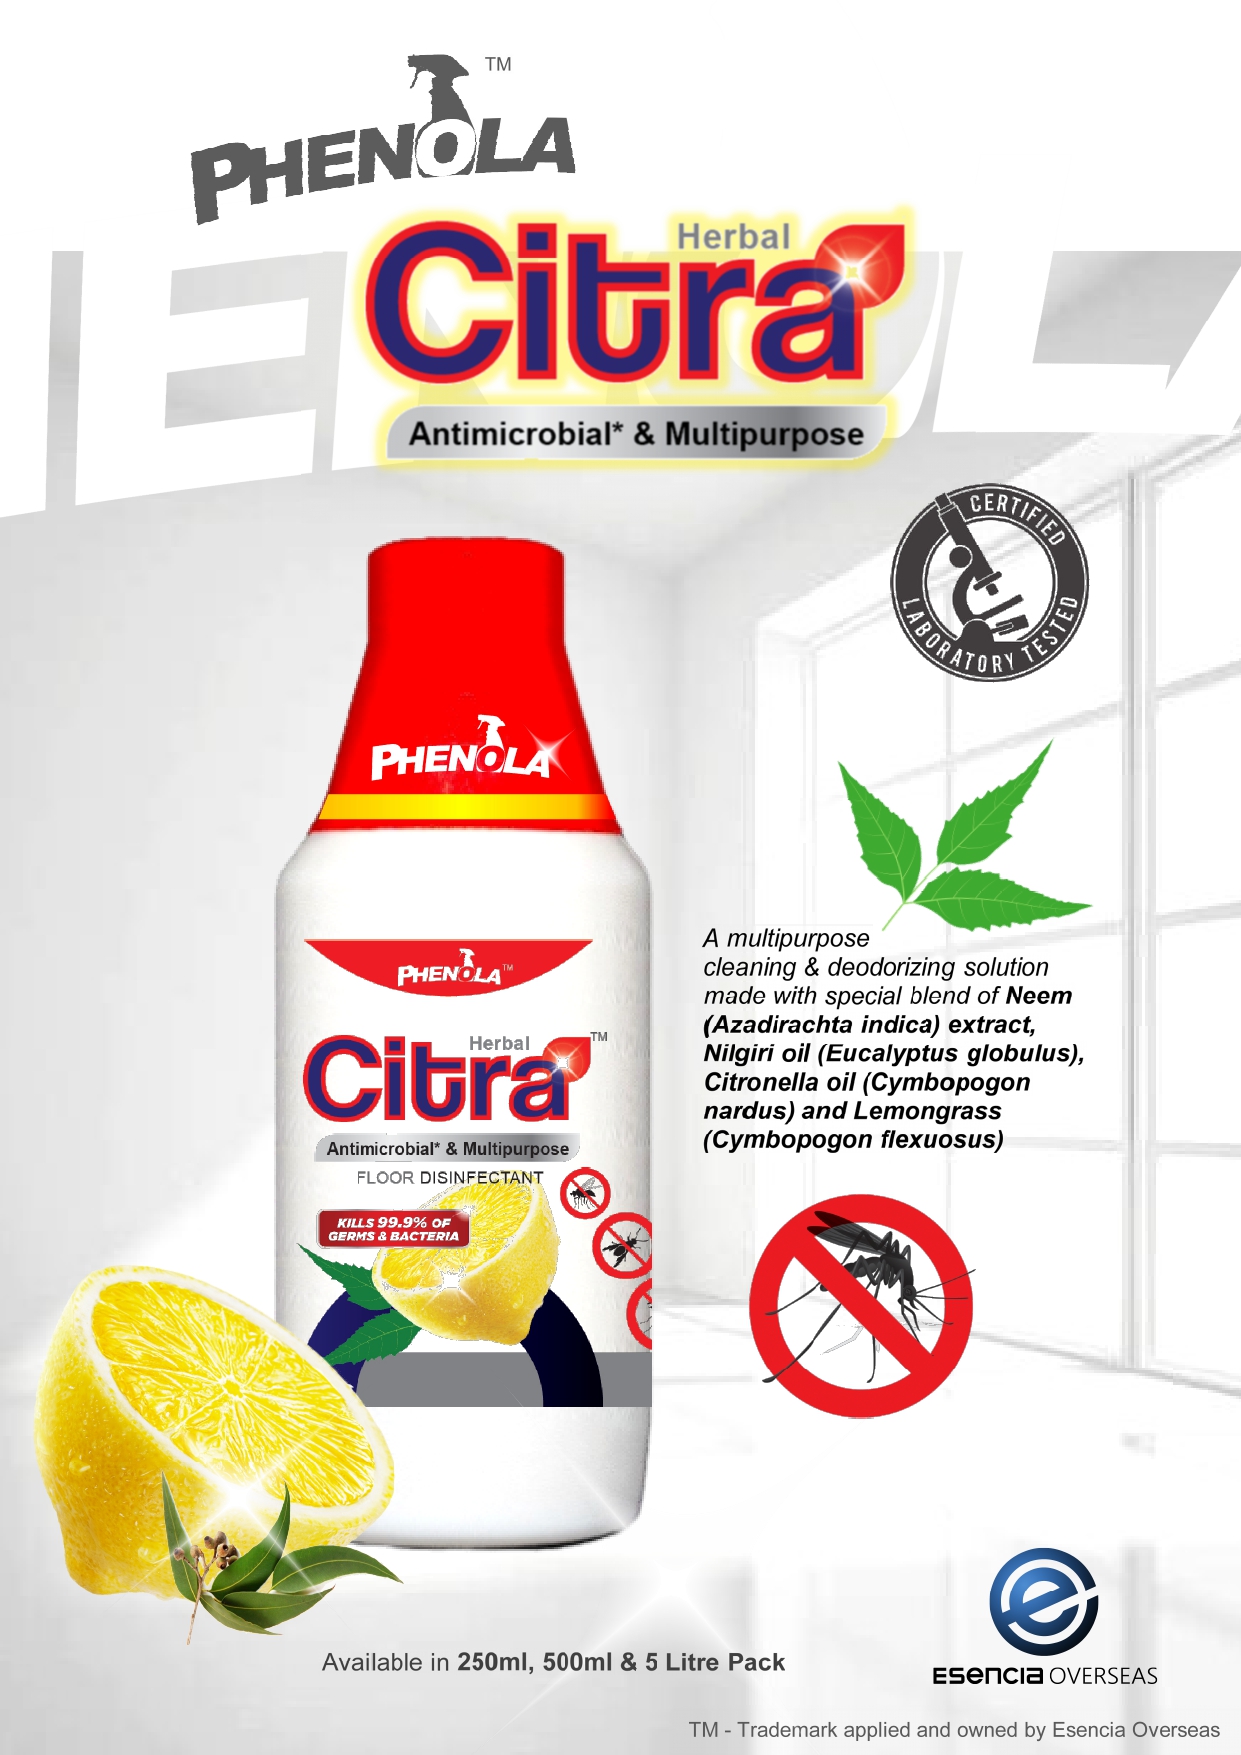 PHENOLA TM
Herbal
Citra
Antimicrobial* & Multipurpose
CERTIFIED
LABORATORY TESTED
PHENOLA
A multipurpose
cleaning & deodorizing solution
made with special blend of Neem
(Azadirachta indica) extract,
Nilgiri oil (Eucalyptus globulus),
Citronella oil (Cymbopogon
nardus) and Lemongrass
(Cymbopogon flexuosus)
PHENOLA TM
Herbal
Citra TM
Antimicrobial* & Multipurpose
FLOOR DISINFECTANT
KILLS 99.9% OF
GERMS & BACTERIA
Available in 250ml, 500ml & 5 Litre Pack
esencia OVERSEAS
TM - Trademark applied and owned by Esencia Overseas